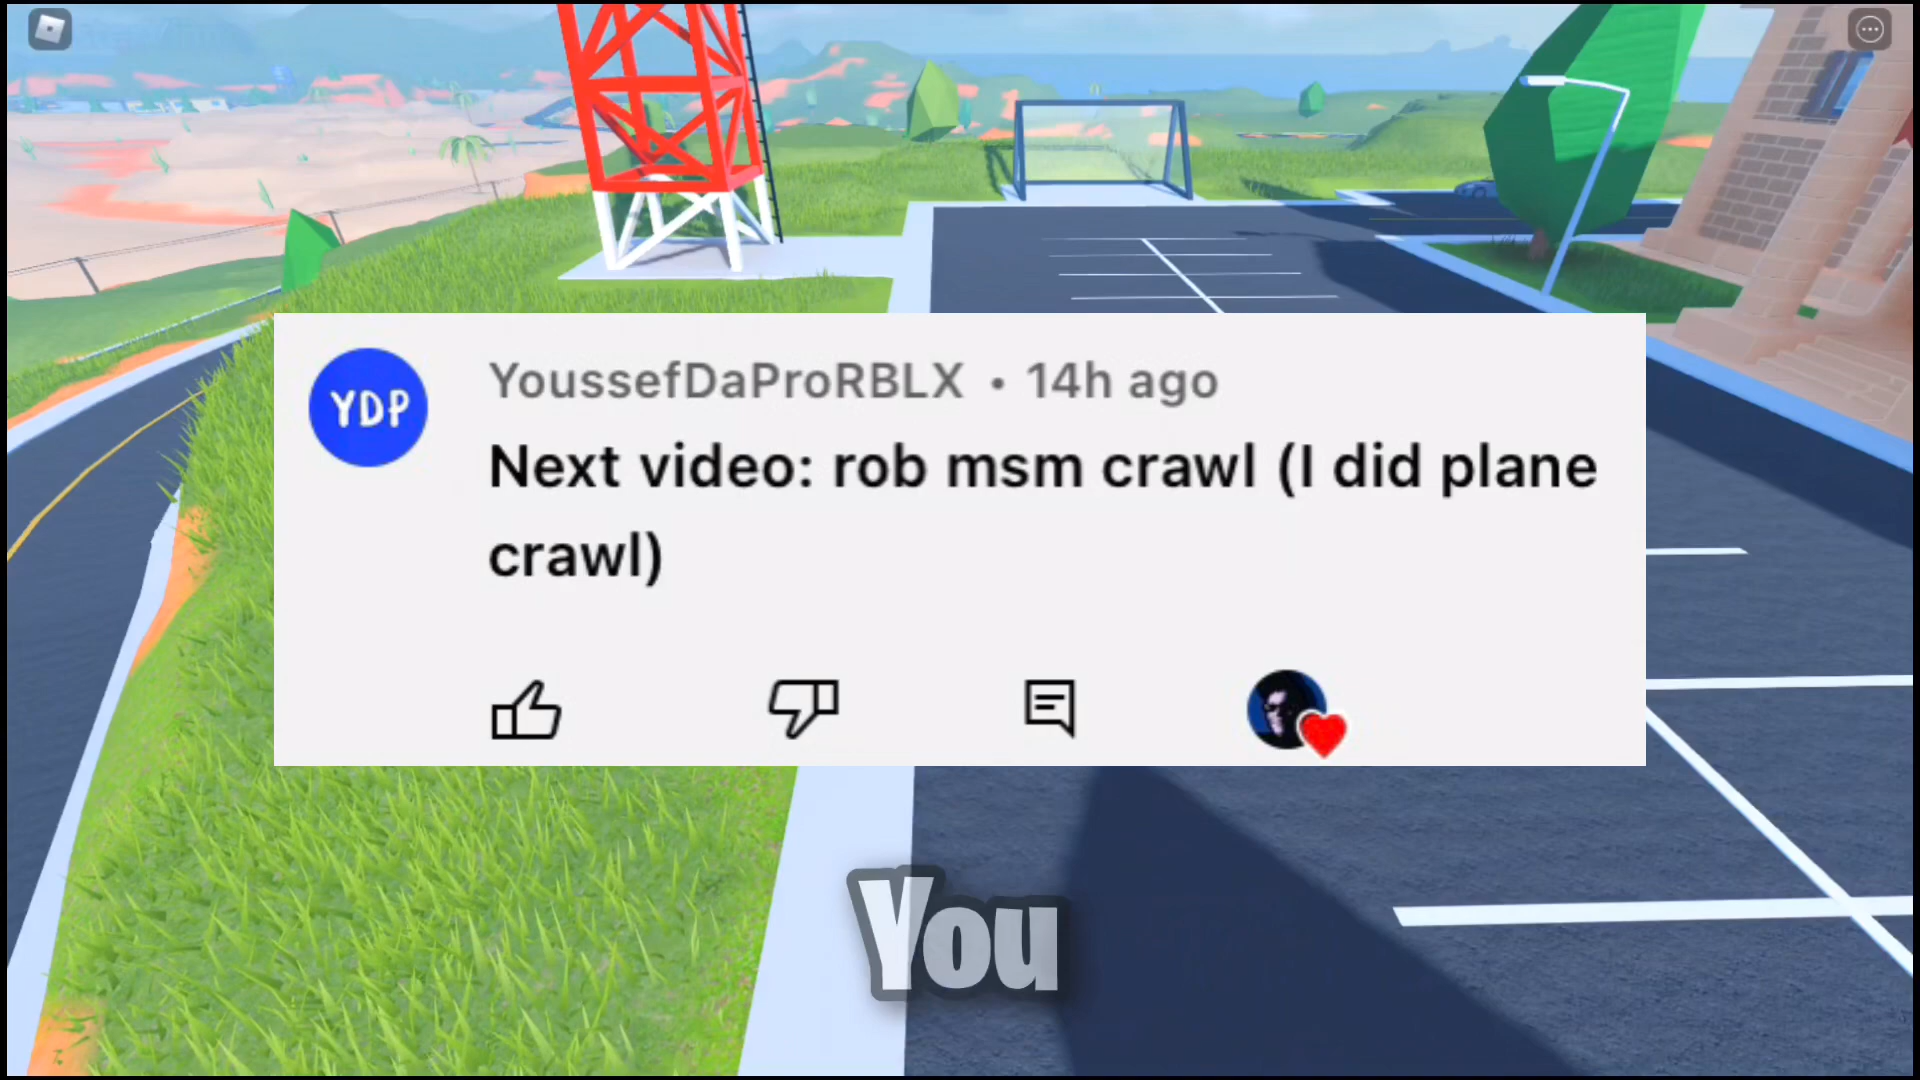 YDP
YoussefDaProRBLX • 14h ago
Next video: rob msm crawl (I did plane
crawl)
You